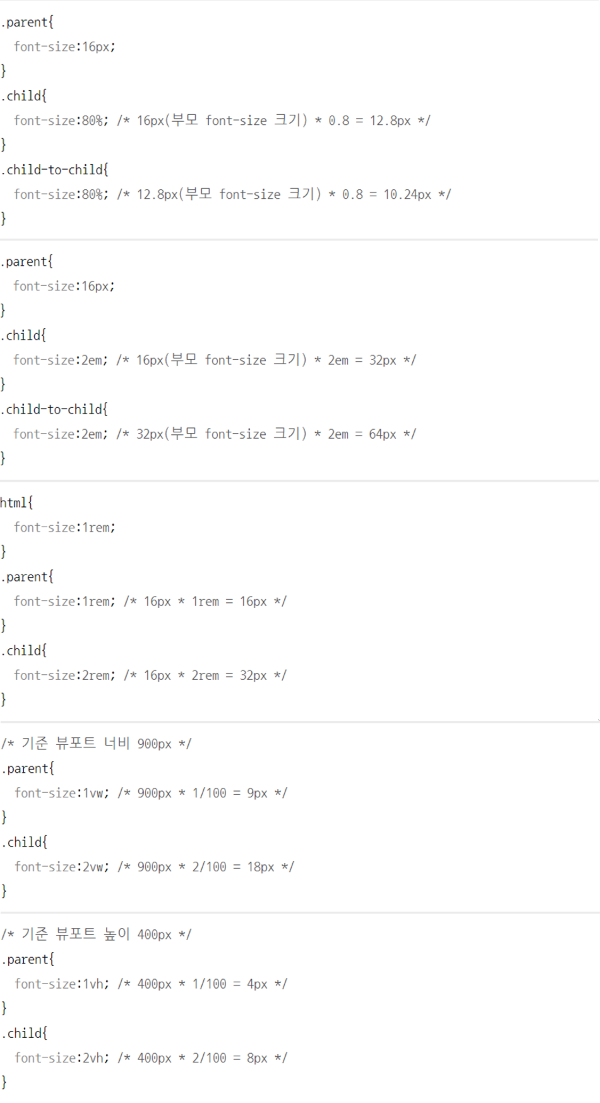 .parent{
font-size:16px;
}
.child{
font-size:80%; /* 16px(부모 font-size 크기) * 0.8 = 12.8px */
}
.child-to-child{
font-size:80%; /* 12.8px(부모 font-size 크기) * 0.8 = 10.24px */
}
.parent{
font-size:16px;
}
.child{
font-size:2em; /* 16px(부모 font-size 크기) * 2em = 32px */
}
.child-to-child{
font-size:2em; /* 32px(부모 font-size 크기) * 2em = 64px */
}
html{
font-size:1rem;
}
.parent{
font-size:1rem; /* 16px * 1rem = 16px */
}
.child{
font-size:2rem; /* 16px * 2rem = 32px */
}
/* 기준 뷰포트 너비 900px */
.parent{
font-size:1vw; /* 900px * 1/100 = 9px */
}
.child{
font-size:2vw; /* 900px * 2/100 = 18px */
}
/* 기준 뷰포트 높이 400px */
.parent{
font-size:1vh; /* 400px * 1/100 = 4px */
}
.child{
font-size:2vh; /* 400px * 2/100 = 8px */
}